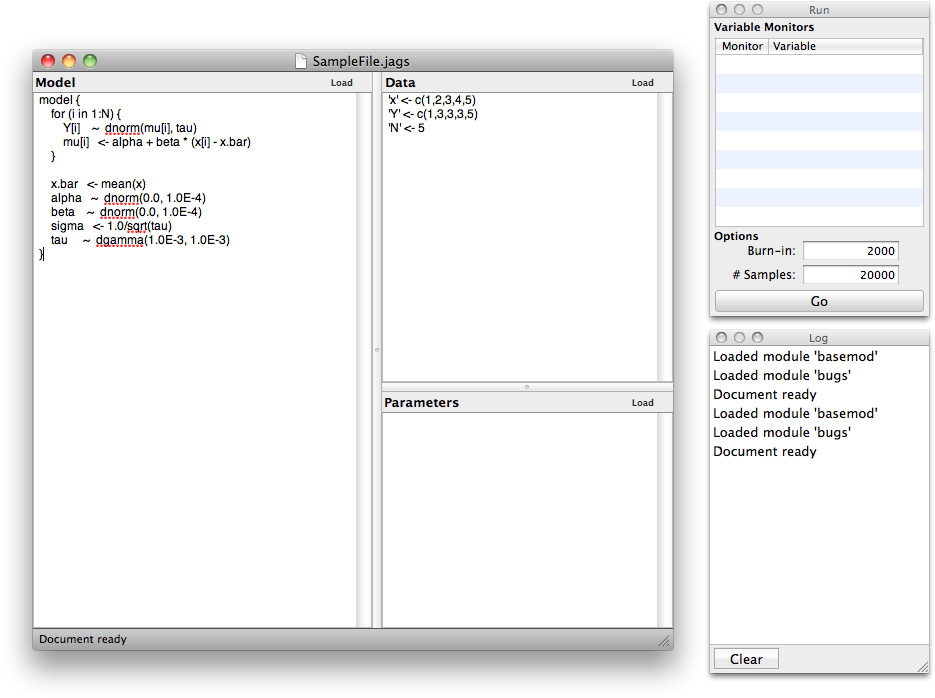 SampleFile.jags
Model Load
model {
for (i in 1:N) {
Y[i] ~ dnorm(mu[i], tau)
mu[i] <- alpha + beta * (x[i] - x.bar)
}
x.bar <- mean(x)
alpha ~ dnorm(0.0, 1.0E-4)
beta ~ dnorm(0.0, 1.0E-4)
sigma <- 1.0/sqrt(tau)
tau ~ dgamma(1.0E-3, 1.0E-3)
}
Data Load
'x' <- c(1,2,3,4,5)
'Y' <- c(1,3,3,3,5)
'N' <- 5
Parameters Load
Document ready
Run
Variable Monitors
Monitor Variable
Options
Burn-in: 2000
# Samples: 20000
Go
Log
Loaded module 'basemod'
Loaded module 'bugs'
Document ready
Loaded module 'basemod'
Loaded module 'bugs'
Document ready
Clear